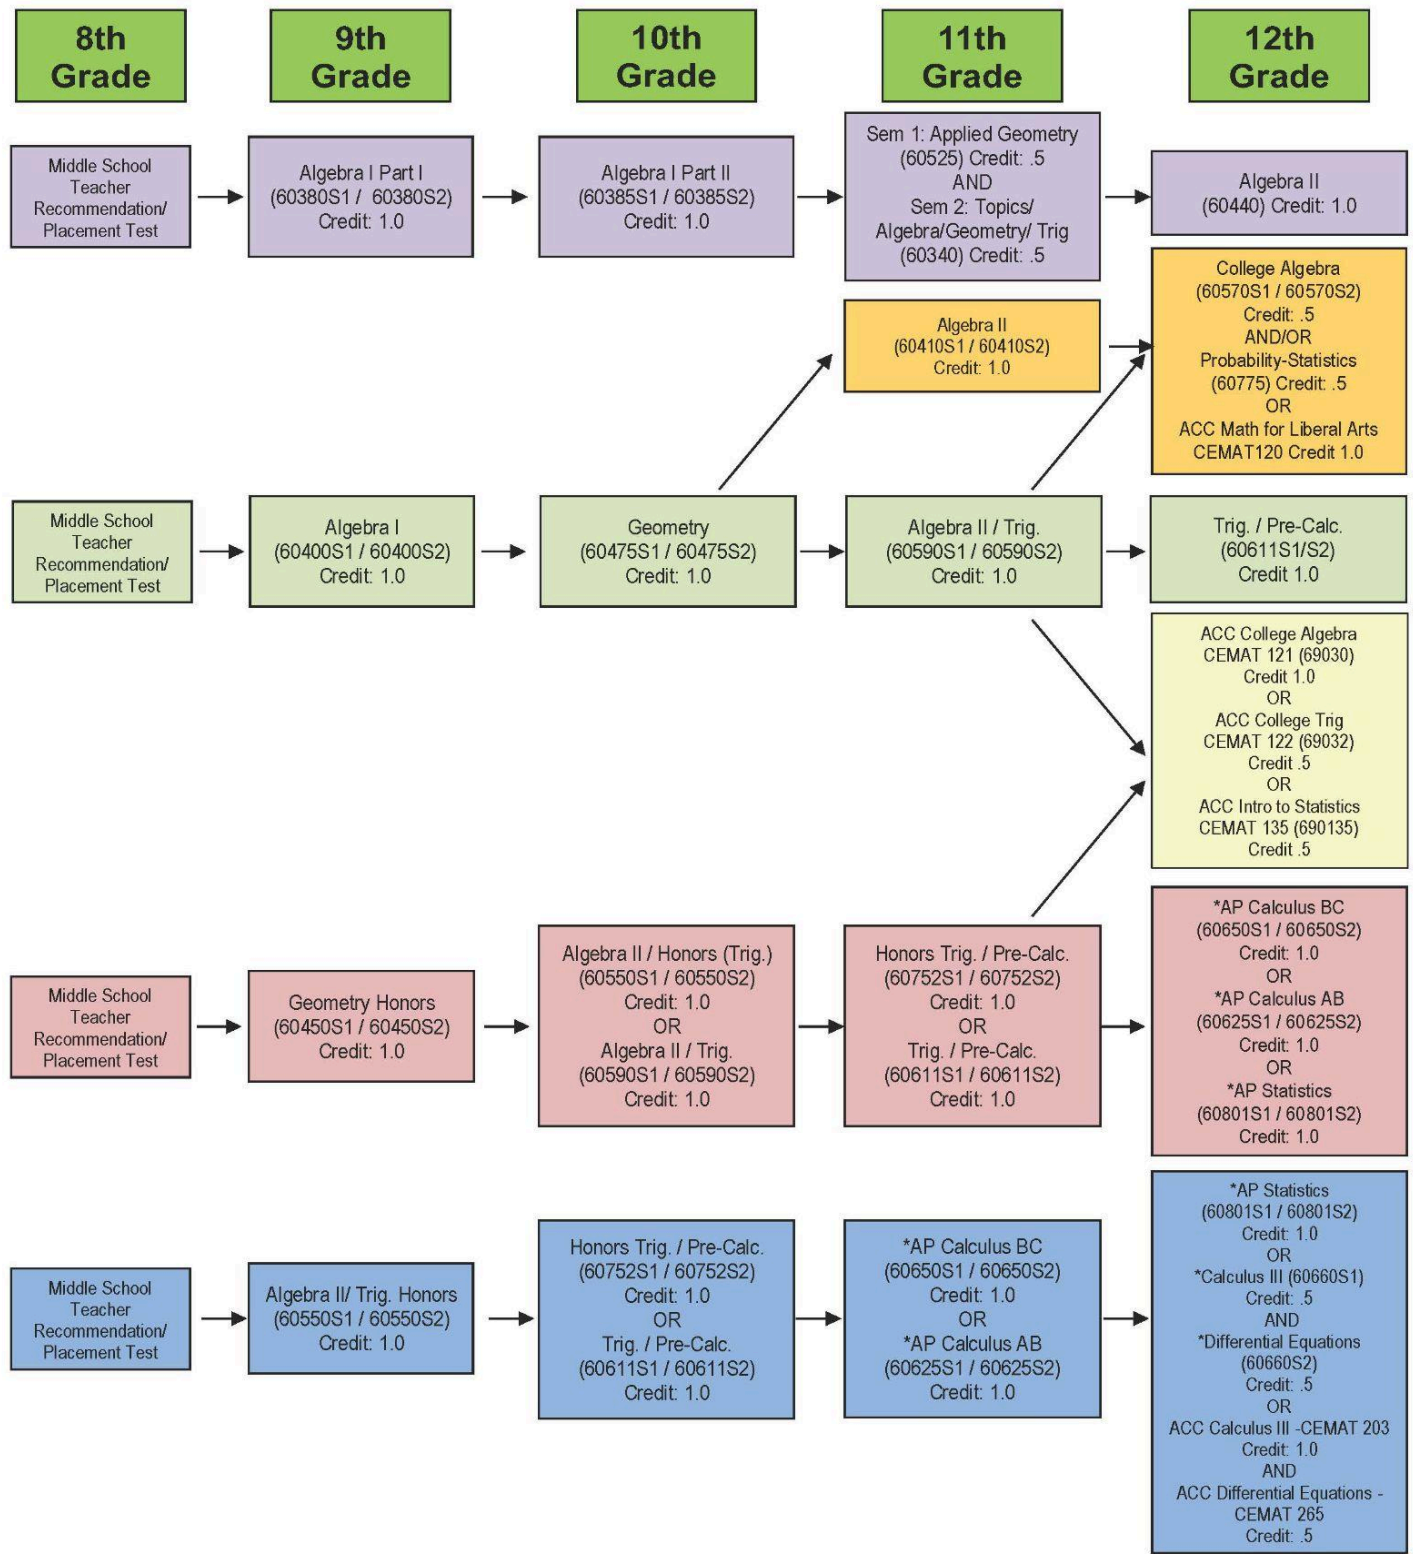 8th
Grade
9th
Grade
10th
Grade
11th
Grade
12th
Grade
Middle School
Teacher
Recommendation/
Placement Test
Algebra I Part I
(60380S1 / 60380S2)
Credit: 1.0
Algebra I Part II
(60385S1 / 60385S2)
Credit: 1.0
Sem 1: Applied Geometry
(60525) Credit: .5
AND
Sem 2: Topics/
Algebra/Geometry/ Trig
(60340) Credit: .5
Algebra II
(60440) Credit: 1.0
Algebra II
(60410S1 / 60410S2)
Credit: 1.0
College Algebra
(60570S1 / 60570S2)
Credit: .5
AND/OR
Probability-Statistics
(60775) Credit: .5
OR
ACC Math for Liberal Arts
CEMAT120 Credit 1.0
Middle School
Teacher
Recommendation/
Placement Test
Algebra I
(60400S1 / 60400S2)
Credit: 1.0
Geometry
(60475S1 / 60475S2)
Credit: 1.0
Algebra II / Trig.
(60590S1 / 60590S2)
Credit: 1.0
Trig. / Pre-Calc.
(60611S1/S2)
Credit 1.0
ACC College Algebra
CEMAT 121 (69030)
Credit 1.0
OR
ACC College Trig
CEMAT 122 (69032)
Credit .5
OR
ACC Intro to Statistics
CEMAT 135 (690135)
Credit .5
Middle School
Teacher
Recommendation/
Placement Test
Geometry Honors
(60450S1 / 60450S2)
Credit: 1.0
Algebra II / Honors (Trig.)
(60550S1 / 60550S2)
Credit: 1.0
OR
Algebra II / Trig.
(60590S1 / 60590S2)
Credit: 1.0
Honors Trig. / Pre-Calc.
(60752S1 / 60752S2)
Credit: 1.0
OR
Trig. / Pre-Calc.
(60611S1 / 60611S2)
Credit: 1.0
*AP Calculus BC
(60650S1 / 60650S2)
Credit: 1.0
OR
*AP Calculus AB
(60625S1 / 60625S2)
Credit: 1.0
OR
*AP Statistics
(60801S1 / 60801S2)
Credit: 1.0
Middle School
Teacher
Recommendation/
Placement Test
Algebra II/ Trig. Honors
(60550S1 / 60550S2)
Credit: 1.0
Honors Trig. / Pre-Calc.
(60752S1 / 60752S2)
Credit: 1.0
OR
Trig. / Pre-Calc.
(60611S1 / 60611S2)
Credit: 1.0
*AP Calculus BC
(60650S1 / 60650S2)
Credit: 1.0
OR
*AP Calculus AB
(60625S1 / 60625S2)
Credit: 1.0
*AP Statistics
(60801S1 / 60801S2)
Credit: 1.0
OR
*Calculus III (60660S1)
Credit: .5
AND
*Differential Equations
(60660S2)
Credit: .5
OR
ACC Calculus III -CEMAT 203
Credit: 1.0
AND
ACC Differential Equations -
CEMAT 265
Credit: .5